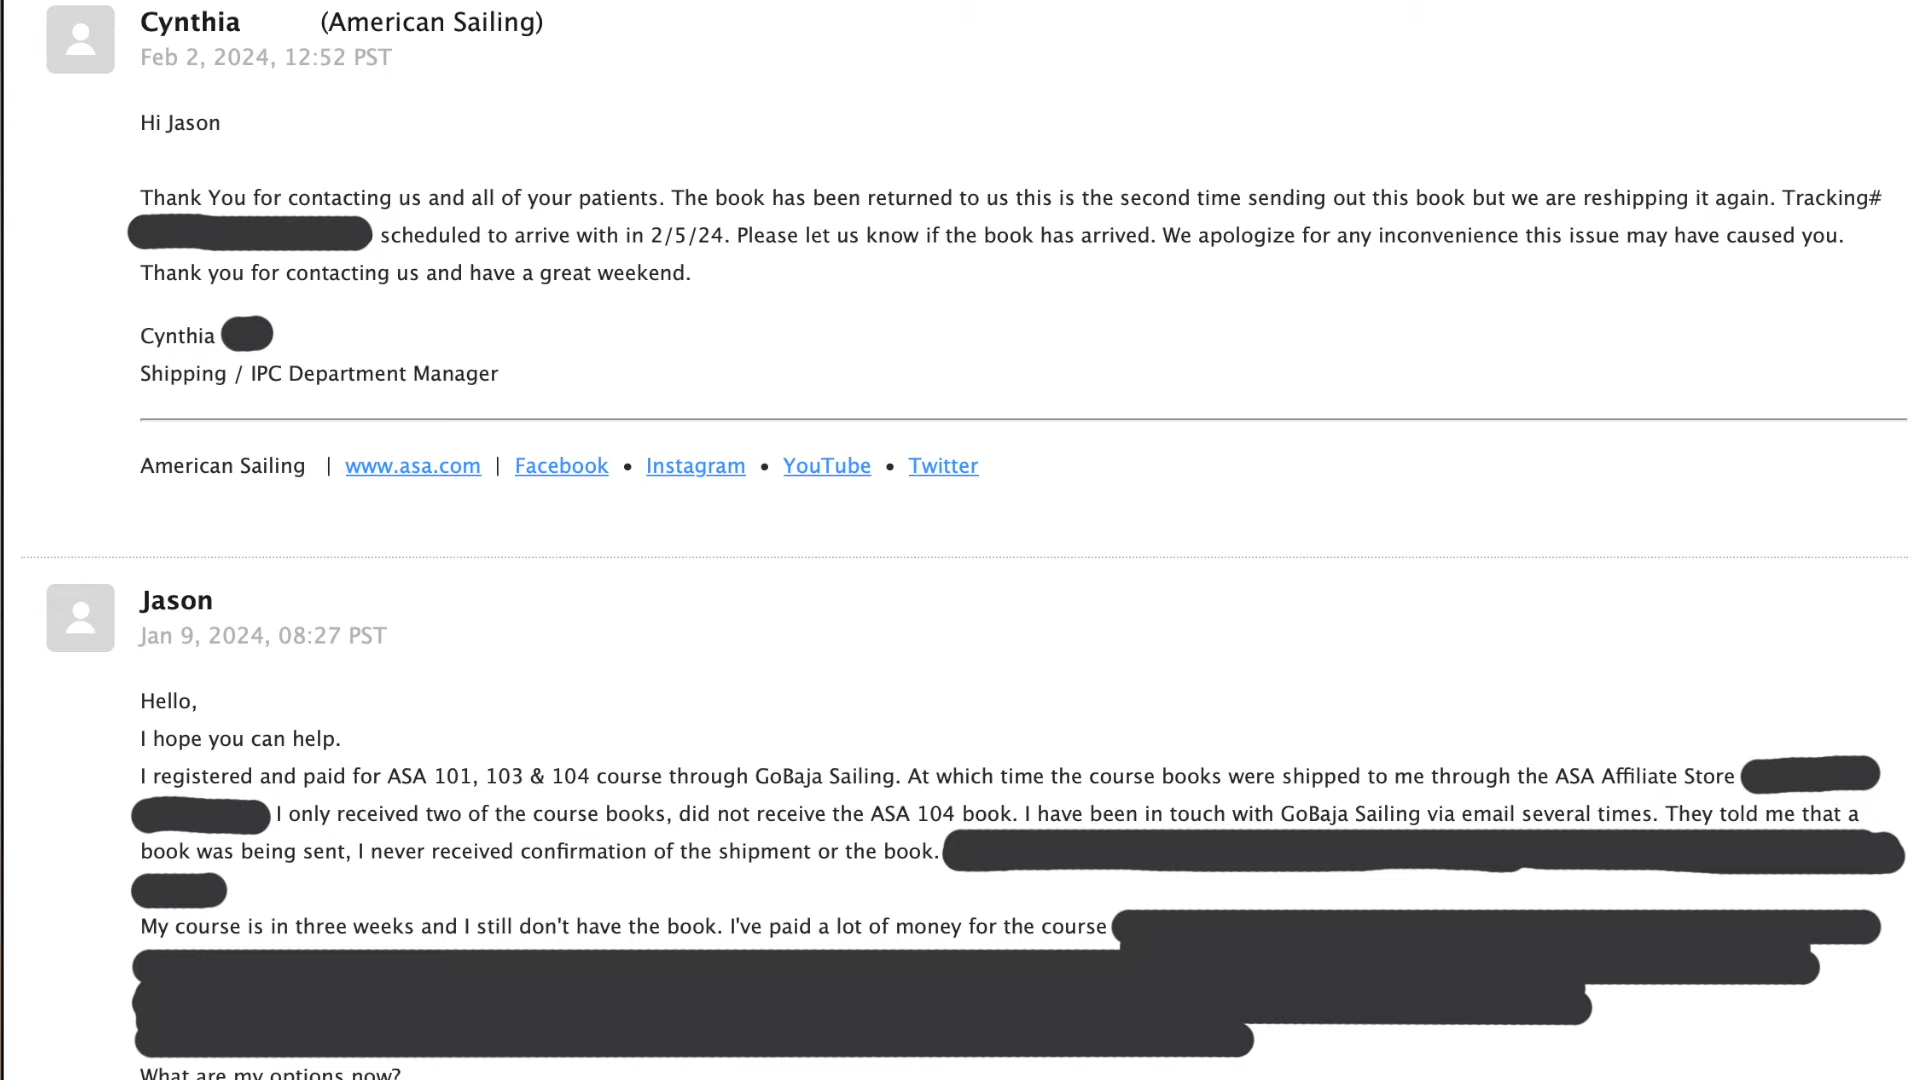 Cynthia (American Sailing)
Feb 2, 2024, 12:52 PST
Hi Jason
Thank You for contacting us and all of your patients. The book has been returned to us this is the second time sending out this book but we are reshipping it again. Tracking#
scheduled to arrive with in 2/5/24. Please let us know if the book has arrived. We apologize for any inconvenience this issue may have caused you.
Thank you for contacting us and have a great weekend.
Cynthia
Shipping / IPC Department Manager
American Sailing | www.asa.com | Facebook • Instagram • YouTube • Twitter
Jason
Jan 9, 2024, 08:27 PST
Hello,
I hope you can help.
I registered and paid for ASA 101, 103 & 104 course through GoBaja Sailing. At which time the course books were shipped to me through the ASA Affiliate Store
I only received two of the course books, did not receive the ASA 104 book. I have been in touch with GoBaja Sailing via email several times. They told me that a
book was being sent, I never received confirmation of the shipment or the book.
My course is in three weeks and I still don't have the book. I've paid a lot of money for the course
What are my options now?